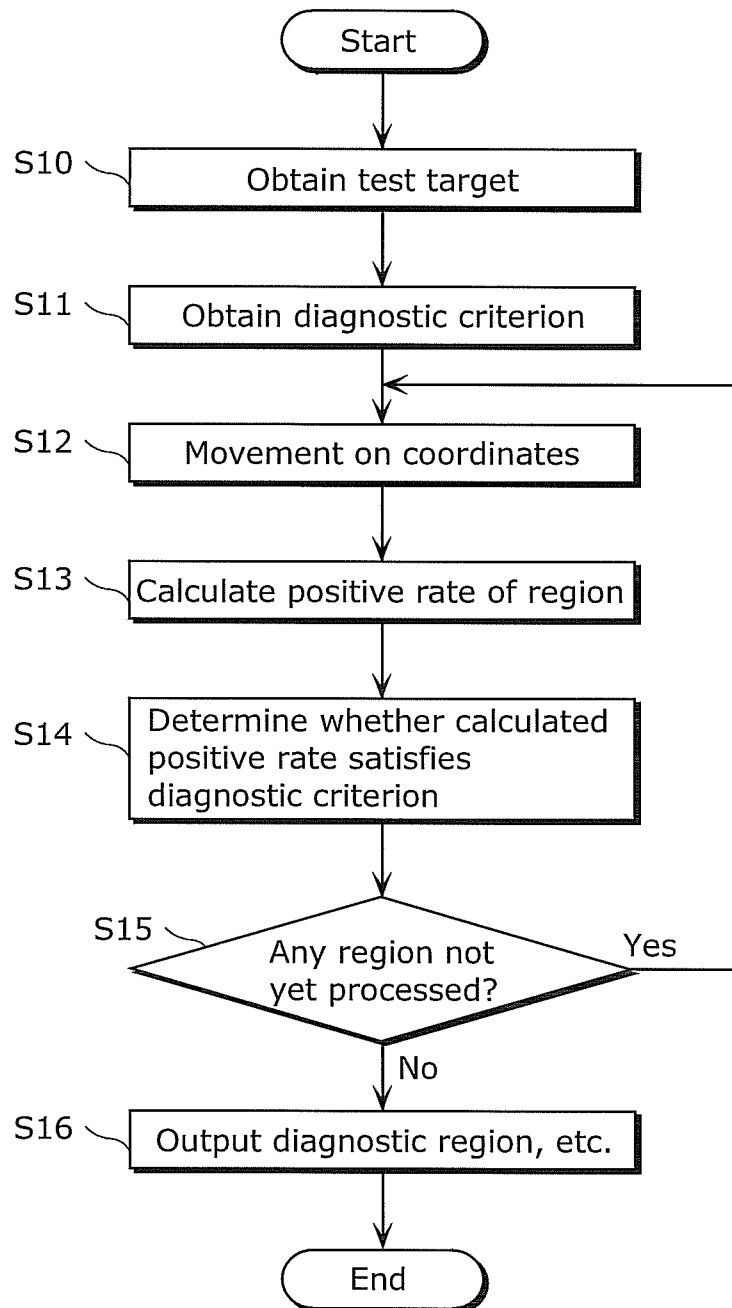 Start
S10
Obtain test target
S11
Obtain diagnostic criterion
S12
Movement on coordinates
S13
Calculate positive rate of region
S14
Determine whether calculated
positive rate satisfies
diagnostic criterion
S15
Any region not
yet processed?
Yes
No
S16
Output diagnostic region, etc.
End